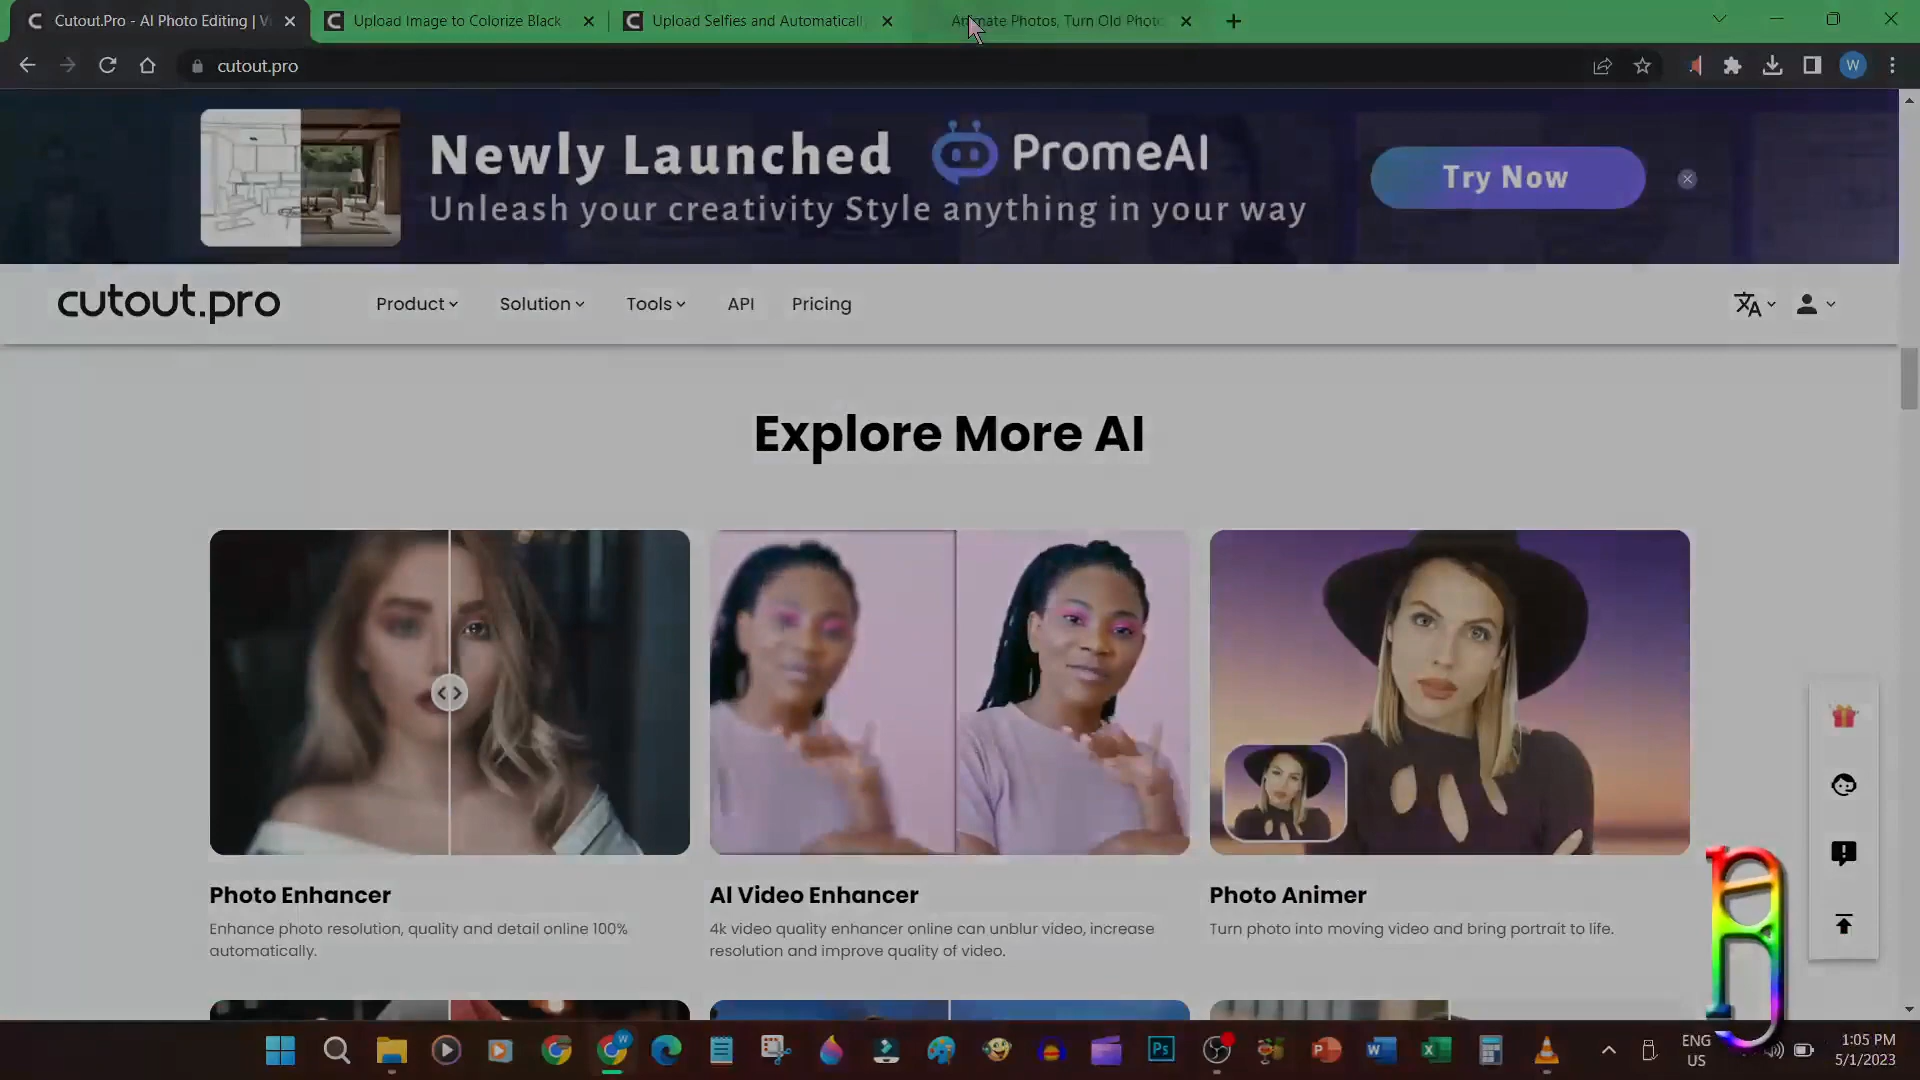 Cutout.Pro - AI Photo Editing | V
Upload Image to Colorize Black
Upload Selfies and Automaticall
Animate Photos, Turn Old Photo
cutout.pro
W
Newly Launched PromeAI
Unleash your creativity Style anything in your way
Try Now
cutout.pro
Product
Solution
Tools
API
Pricing
Explore More AI
Photo Enhancer
Enhance photo resolution, quality and detail online 100%
automatically.
AI Video Enhancer
4k video quality enhancer online can unblur video, increase
resolution and improve quality of video.
Photo Animer
Turn photo into moving video and bring portrait to life.
W
Ps
ENG
US
1:05 PM
5/1/2023